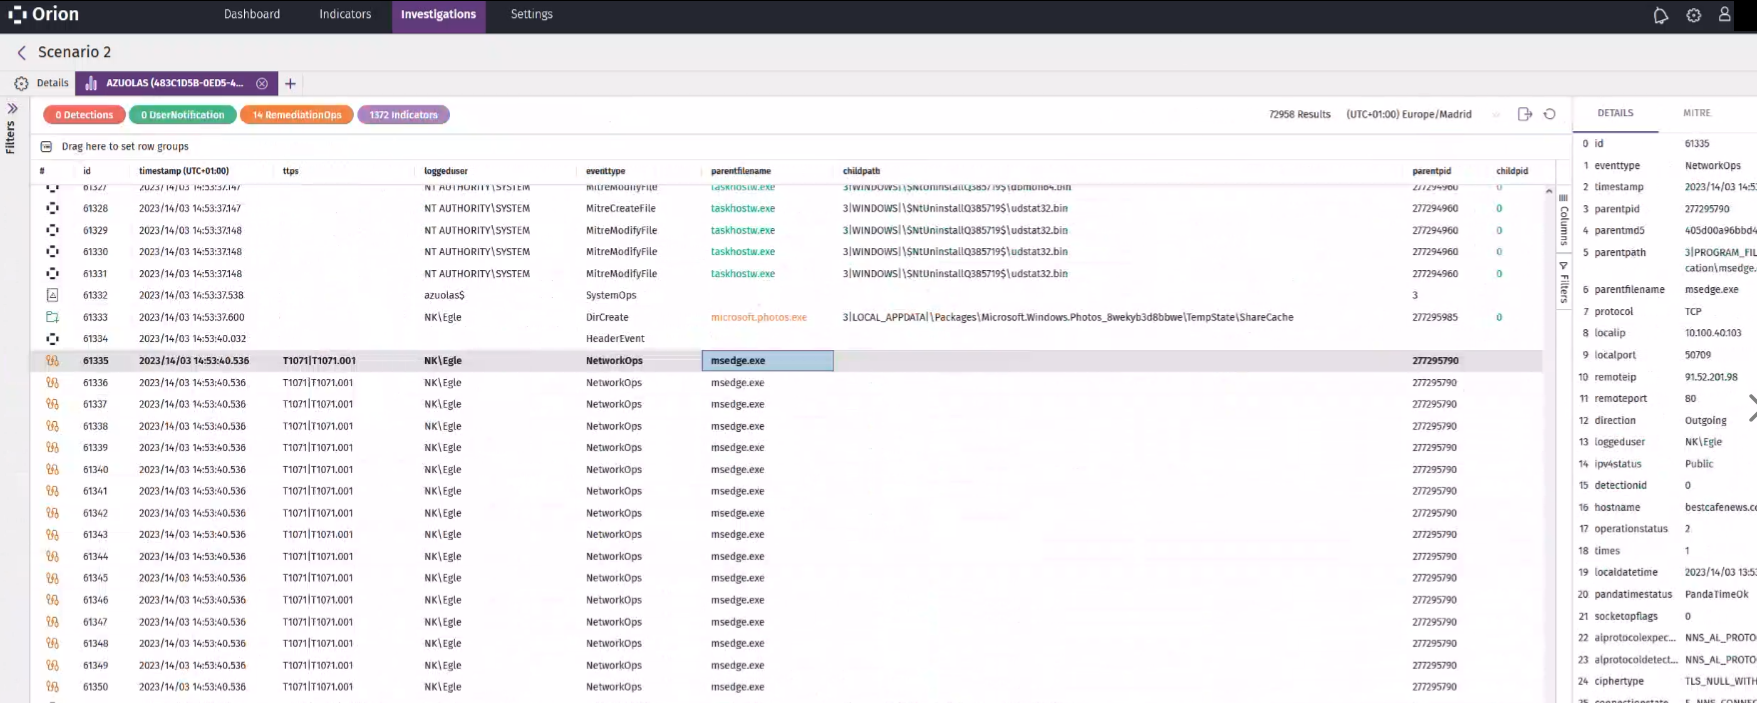 Orion Dashboard Indicators Investigations Settings
Scenario 2
Details AZUOLAS (483C1D5B-0ED5-4... +
0 Detections 0 UserNotification 14 RemediationOps 1372 Indicators 72958 Results (UTC+01:00) Europe/Madrid
Filters
Drag here to set row groups
# id timestamp (UTC+01:00) ttps loggeduser eventtype parentfilename childpath parentpid childpid
61327 2023/14/03 14:53:37.147 NT AUTHORITY\SYSTEM MitreModifyFile taskhostw.exe 3|WINDOWS|\$NtUninstallQ385719$\dbmon64.bin 277294960 0
61328 2023/14/03 14:53:37.147 NT AUTHORITY\SYSTEM MitreCreateFile taskhostw.exe 3|WINDOWS|\$NtUninstallQ385719$\udstat32.bin 277294960 0
61329 2023/14/03 14:53:37.148 NT AUTHORITY\SYSTEM MitreModifyFile taskhostw.exe 3|WINDOWS|\$NtUninstallQ385719$\udstat32.bin 277294960 0
61330 2023/14/03 14:53:37.148 NT AUTHORITY\SYSTEM MitreModifyFile taskhostw.exe 3|WINDOWS|\$NtUninstallQ385719$\udstat32.bin 277294960 0
61331 2023/14/03 14:53:37.148 NT AUTHORITY\SYSTEM MitreModifyFile taskhostw.exe 3|WINDOWS|\$NtUninstallQ385719$\udstat32.bin 277294960 0
61332 2023/14/03 14:53:37.538 azuolas$ SystemOps 3
61333 2023/14/03 14:53:37.600 NK\Egle DirCreate microsoft.photos.exe 3|LOCAL_APPDATA|\Packages\Microsoft.Windows.Photos_8wekyb3d8bbwe\TempState\ShareCache 277295985 0
61334 2023/14/03 14:53:40.032 HeaderEvent
61335 2023/14/03 14:53:40.536 T1071|T1071.001 NK\Egle NetworkOps msedge.exe 277295790
61336 2023/14/03 14:53:40.536 T1071|T1071.001 NK\Egle NetworkOps msedge.exe 277295790
61337 2023/14/03 14:53:40.536 T1071|T1071.001 NK\Egle NetworkOps msedge.exe 277295790
61338 2023/14/03 14:53:40.536 T1071|T1071.001 NK\Egle NetworkOps msedge.exe 277295790
61339 2023/14/03 14:53:40.536 T1071|T1071.001 NK\Egle NetworkOps msedge.exe 277295790
61340 2023/14/03 14:53:40.536 T1071|T1071.001 NK\Egle NetworkOps msedge.exe 277295790
61341 2023/14/03 14:53:40.536 T1071|T1071.001 NK\Egle NetworkOps msedge.exe 277295790
61342 2023/14/03 14:53:40.536 T1071|T1071.001 NK\Egle NetworkOps msedge.exe 277295790
61343 2023/14/03 14:53:40.536 T1071|T1071.001 NK\Egle NetworkOps msedge.exe 277295790
61344 2023/14/03 14:53:40.536 T1071|T1071.001 NK\Egle NetworkOps msedge.exe 277295790
61345 2023/14/03 14:53:40.536 T1071|T1071.001 NK\Egle NetworkOps msedge.exe 277295790
61346 2023/14/03 14:53:40.536 T1071|T1071.001 NK\Egle NetworkOps msedge.exe 277295790
61347 2023/14/03 14:53:40.536 T1071|T1071.001 NK\Egle NetworkOps msedge.exe 277295790
61348 2023/14/03 14:53:40.536 T1071|T1071.001 NK\Egle NetworkOps msedge.exe 277295790
61349 2023/14/03 14:53:40.536 T1071|T1071.001 NK\Egle NetworkOps msedge.exe 277295790
61350 2023/14/03 14:53:40.536 T1071|T1071.001 NK\Egle NetworkOps msedge.exe 277295790
Columns
Filters
DETAILS MITRE
0 id 61335
1 eventtype NetworkOps
2 timestamp 2023/14/03 14:53
3 parentpid 277295790
4 parentmd5 405d00a96bbd4
5 parentpath 3|PROGRAM_FIL
cation\msedge.
6 parentfilename msedge.exe
7 protocol TCP
8 localip 10.100.40.103
9 localport 50709
10 remoteip 91.52.201.98
11 remoteport 80
12 direction Outgoing
13 loggeduser NK\Egle
14 ipv4status Public
15 detectionid 0
16 hostname bestcafenews.co
17 operationstatus 2
18 times 1
19 localdatetime 2023/14/03 13:53
20 pandatimestatus PandaTimeOk
21 socketopflags 0
22 alprotocolexpec... NNS_AL_PROTO
23 alprotocoldetect... NNS_AL_PROTO
24 ciphertype TLS_NULL_WITH